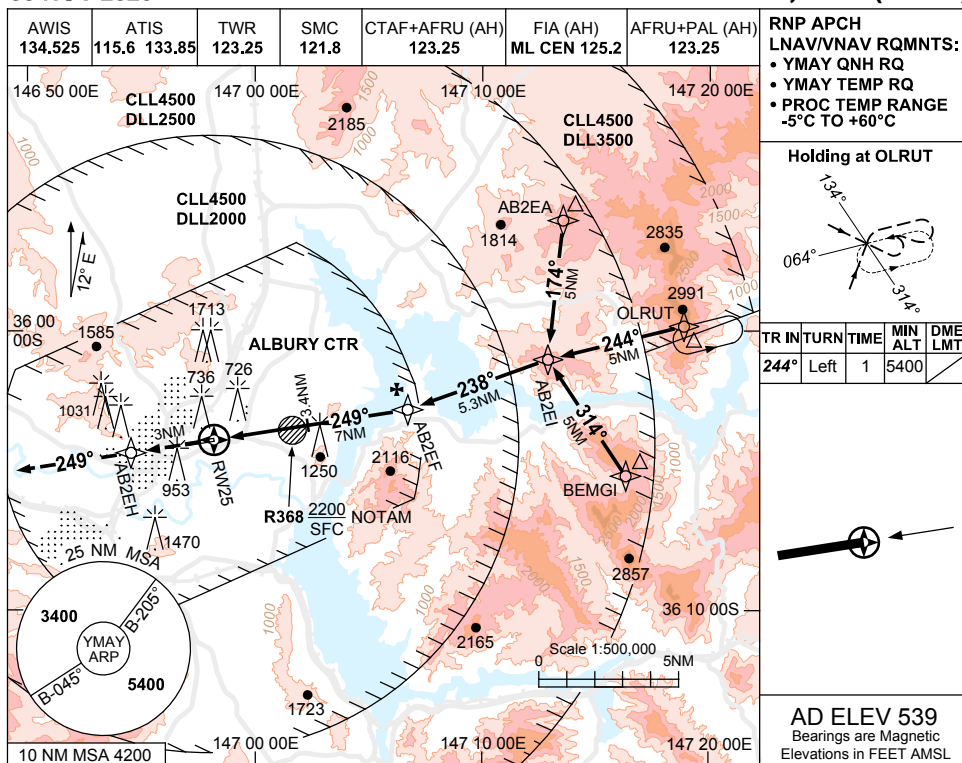 AWIS
134.525
ATIS
115.6 133.85
TWR
123.25
SMC
121.8
CTAF+AFRU (AH)
123.25
FIA (AH)
ML CEN 125.2
AFRU+PAL (AH)
123.25
RNP APCH
LNAV/VNAV RQMNTS:
• YMAY QNH RQ
• YMAY TEMP RQ
• PROC TEMP RANGE
-5°C TO +60°C
Holding at OLRUT
134°
064°
314°
TR IN TURN TIME MIN ALT DME LMT
244° Left 1 5400
146 50 00E
147 00 00E
147 10 00E
147 20 00E
CLL4500
DLL2500
CLL4500
DLL3500
CLL4500
DLL2000
1500
1000
2185
2000
1500
AB2EA
1814
2835
2500
2991
1000
174°
5NM
OLRUT
12° E
36 00
00S
1713
1585
ALBURY CTR
244°
5NM
736
726
1031
238°
5.3NM
AB2EI
3.4NM
249°
7NM
AB2EF
314°
5NM
3NM
249°
AB2EH
RW25
953
1250
2116
BEMGI
1000
1500
2000
R368 2200
SFC
NOTAM
1470
25 NM MSA
2857
1500
2000
1000
1000
36 10 00S
3400
B-205°
YMAY
ARP
B-045°
5400
2165
1723
Scale 1:500,000
0 5NM
10 NM MSA 4200
147 00 00E
147 10 00E
147 20 00E
AD ELEV 539
Bearings are Magnetic
Elevations in FEET AMSL